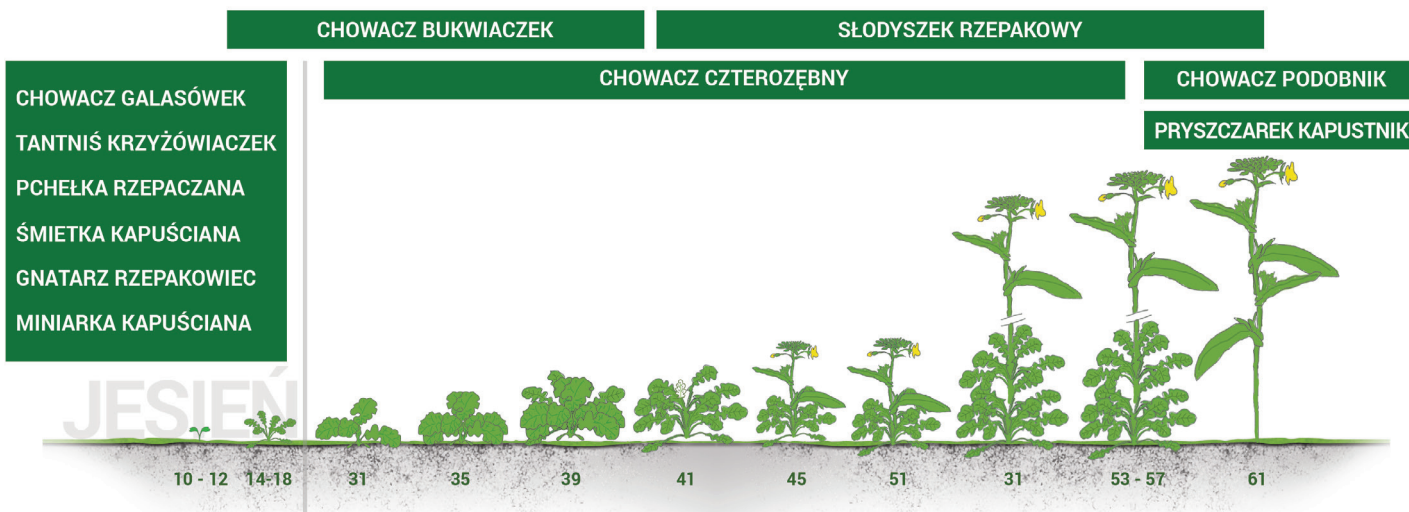 CHOWACZ BUKWIACZEK
SŁODYSZEK RZEPAKOWY
CHOWACZ GALASÓWEK
TANTNIŚ KRZYŻÓWIACZEK
PCHEŁKA RZEPACZANA
ŚMIETKA KAPUŚCIANA
GNATARZ RZEPAKOWIEC
MINIARKA KAPUŚCIANA
CHOWACZ CZTEROZĘBNY
CHOWACZ PODOBNIK
PRYSZCZAREK KAPUSTNIK
JESIEŃ
10 - 12
14-18
31
35
39
41
45
51
31
53 - 57
61